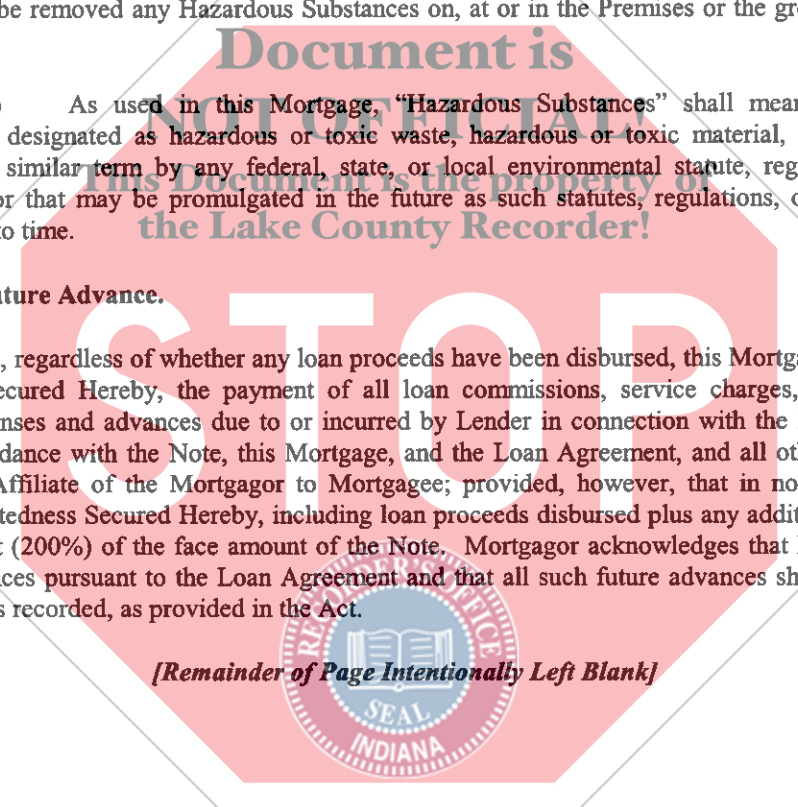 be removed any Hazardous Substances on, at or in the Premises or the gro
Document is
As used in this Mortgage, “Hazardous Substances” shall mean
NOT OFFICIAL!
designated as hazardous or toxic waste, hazardous or toxic material,
similar term by any federal, state, or local environmental statute, reg
This Document is the property of
or that may be promulgated in the future as such statutes, regulations, o
to time.
the Lake County Recorder!
uture Advance.
STOP
, regardless of whether any loan proceeds have been disbursed, this Mortga
ecured Hereby, the payment of all loan commissions, service charges,
nses and advances due to or incurred by Lender in connection with the
dance with the Note, this Mortgage, and the Loan Agreement, and all oth
Affiliate of the Mortgagor to Mortgagee; provided, however, that in no
tedness Secured Hereby, including loan proceeds disbursed plus any addit
t (200%) of the face amount of the Note. Mortgagor acknowledges that
ces pursuant to the Loan Agreement and that all such future advances sh
s recorded, as provided in the Act.
RECORDER'S OFFICE
[Remainder of Page Intentionally Left Blank]
SEAL
INDIANA